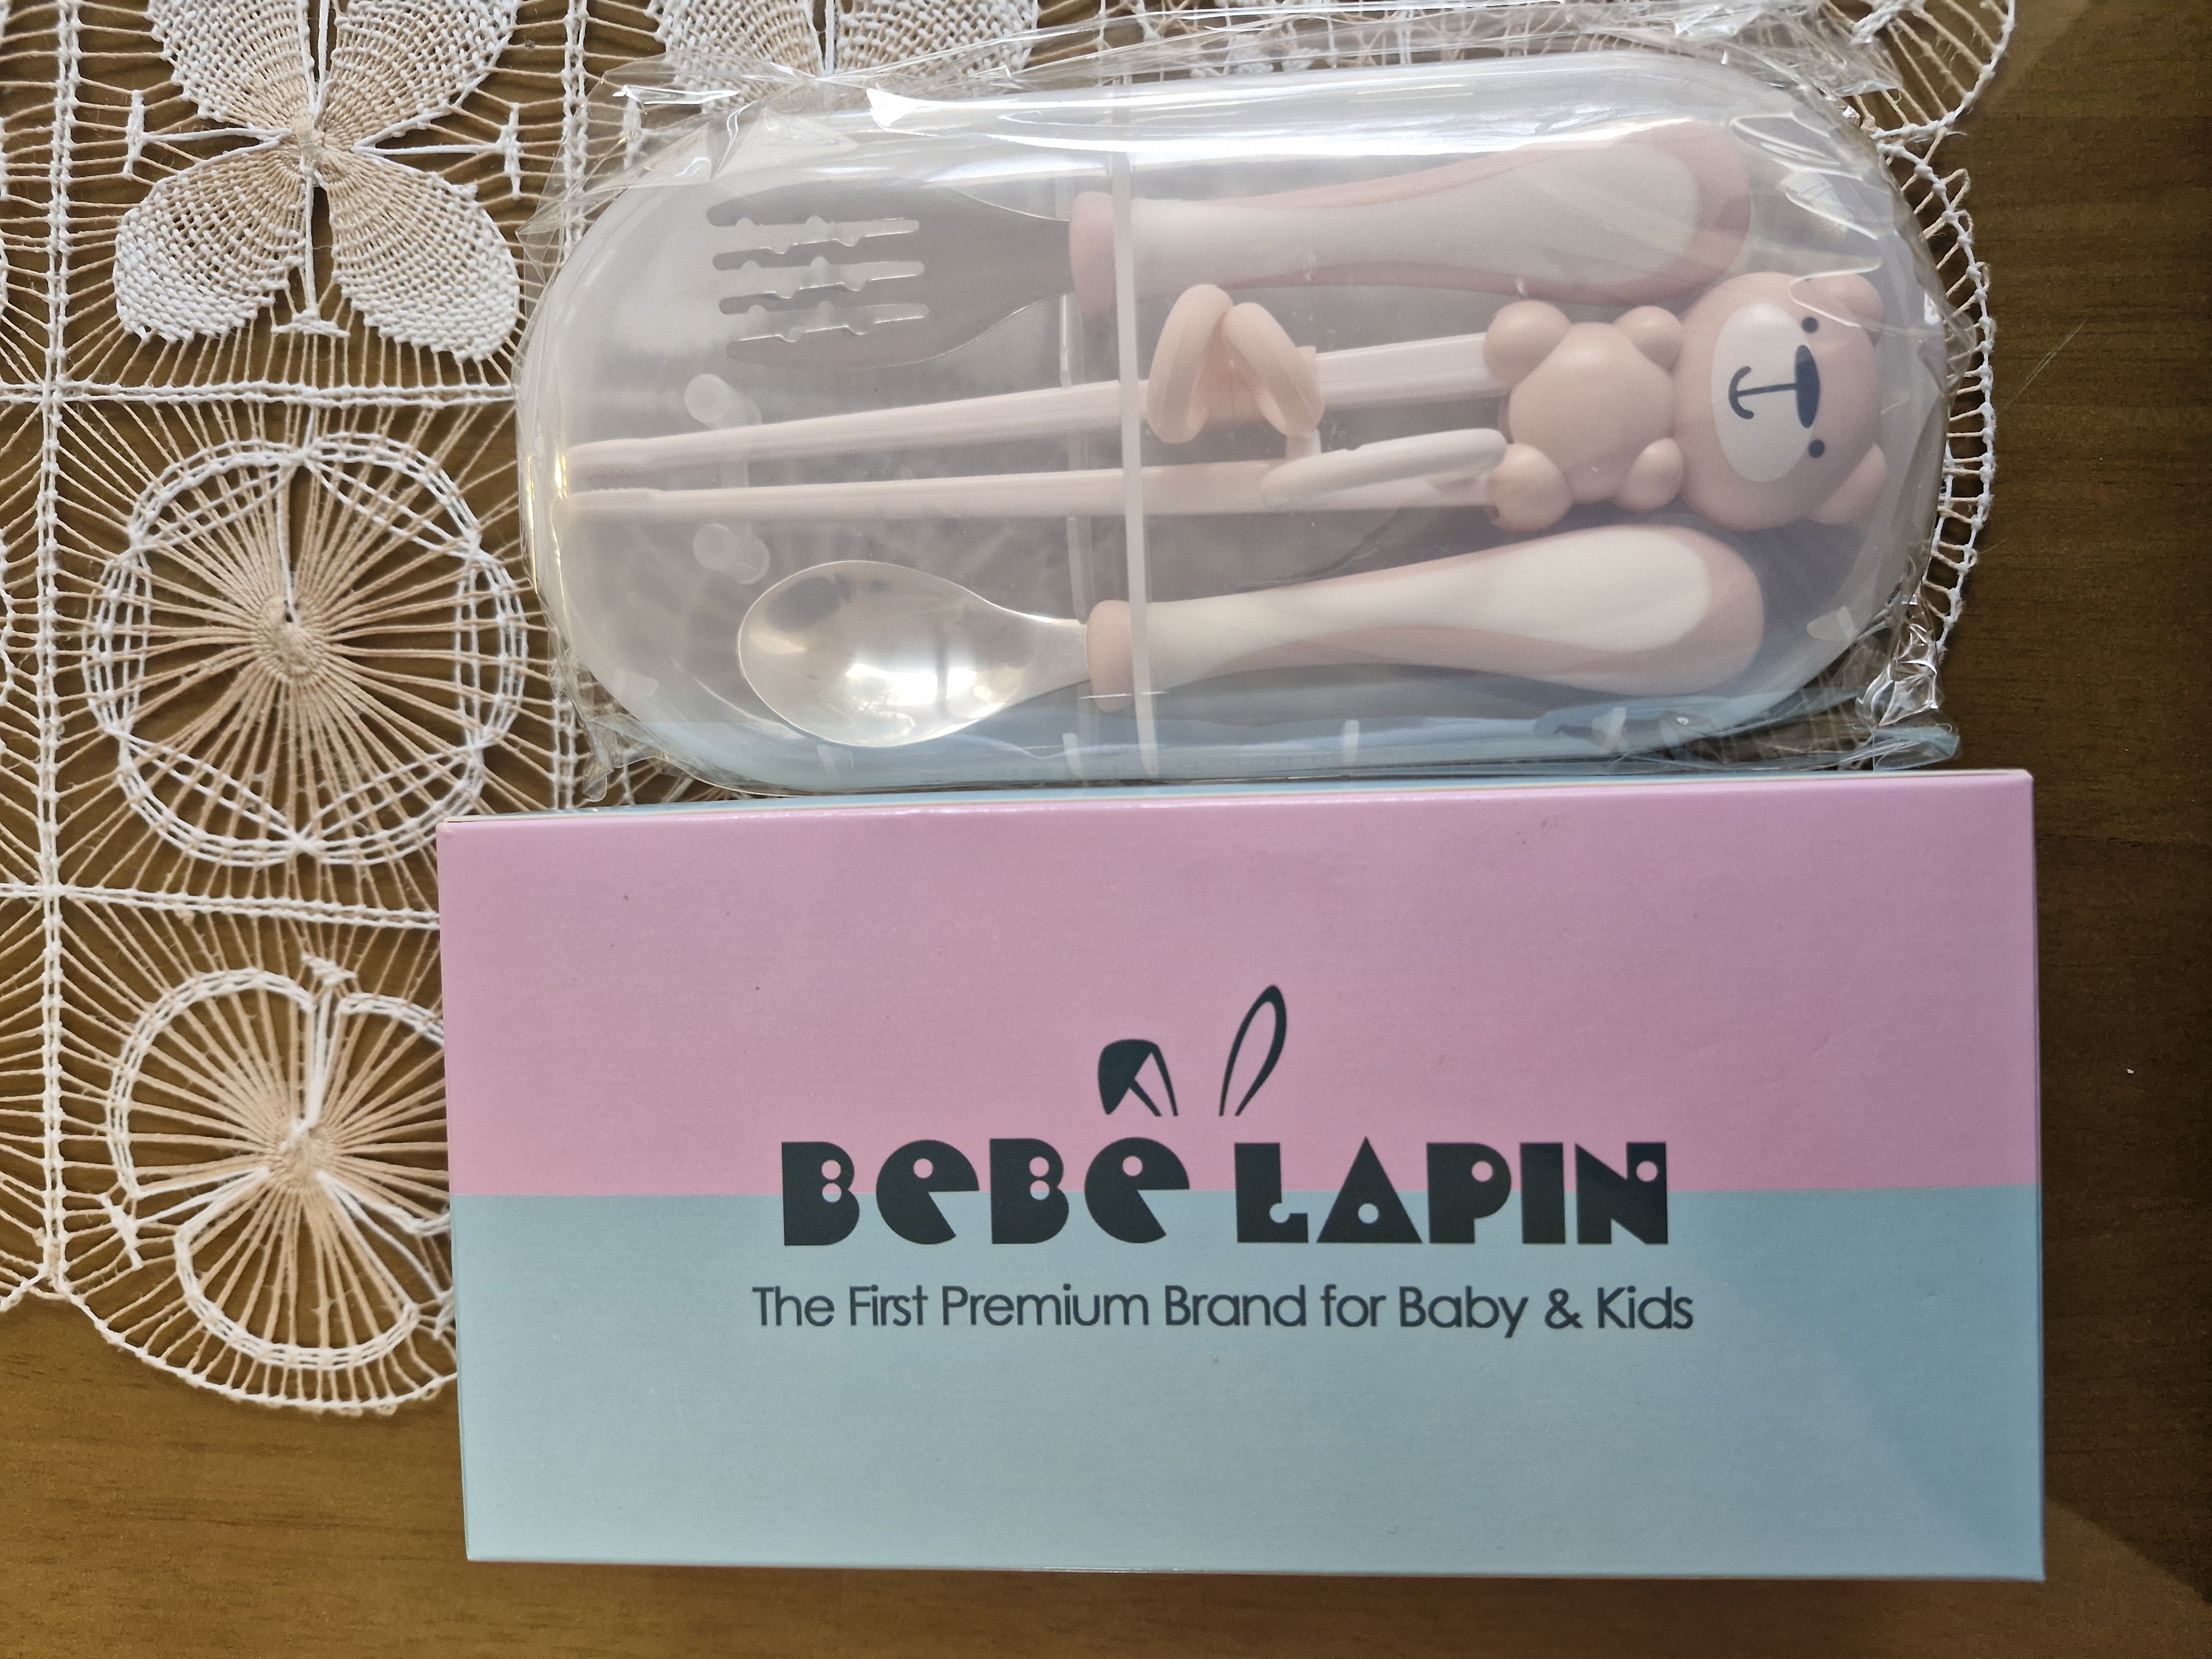 BeBe LAPIN
The First Premium Brand for Baby & Kids